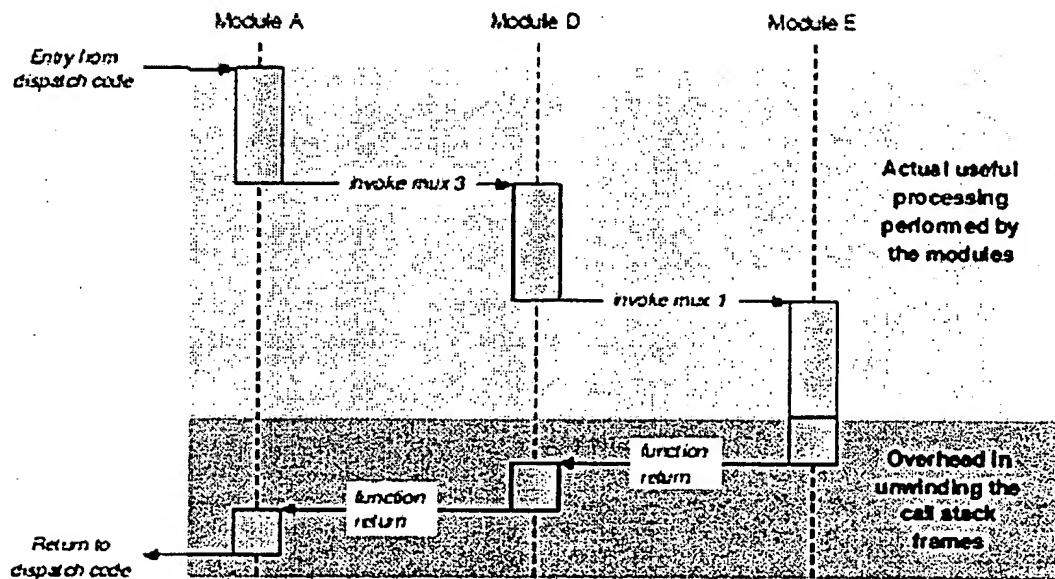 Module A
Module D
Module E
Entry from
dispatch code
invoke mux 3
Actual useful
processing
performed by
the modules
invoke mux 1
function
return
function
return
Overhead in
unwinding the
call stack
frames
Return to
dispatch code